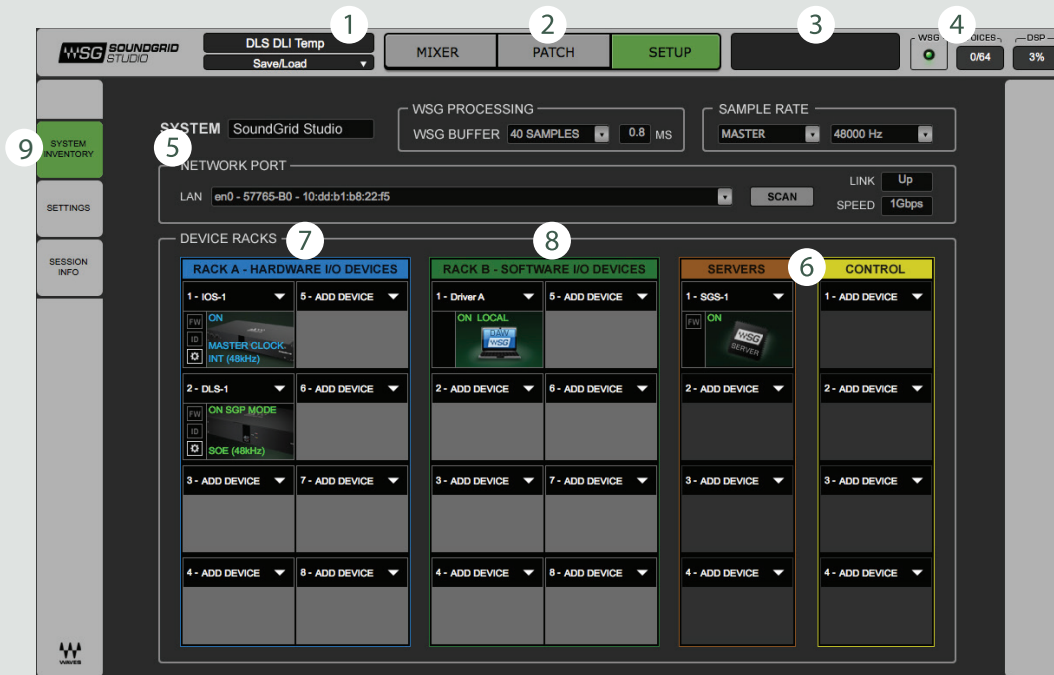 1
2
3
4
WSG SOUNDGRID STUDIO
DLS DLI Temp
Save/Load
MIXER
PATCH
SETUP
WSG
OICES
0/64
DSP
3%
9
SYSTEM INVENTORY
SETTINGS
SESSION INFO
SYSTEM
SoundGrid Studio
WSG PROCESSING
WSG BUFFER 40 SAMPLES 0.8 MS
SAMPLE RATE
MASTER 48000 Hz
5
NETWORK PORT
LAN en0 - 57765-B0 - 10:dd:b1:b8:22:f5
SCAN
LINK Up
SPEED 1Gbps
DEVICE RACKS
7
8
6
RACK A - HARDWARE I/O DEVICES
1 - IOS-1
FW
ID
ON
MASTER CLOCK
INT (48kHz)
5 - ADD DEVICE
2 - DLS-1
FW
ID
ON SGP MODE
SOE (48kHz)
6 - ADD DEVICE
3 - ADD DEVICE
7 - ADD DEVICE
4 - ADD DEVICE
8 - ADD DEVICE
RACK B - SOFTWARE I/O DEVICES
1 - Driver A
ON LOCAL
DAW
WSG
5 - ADD DEVICE
2 - ADD DEVICE
6 - ADD DEVICE
3 - ADD DEVICE
7 - ADD DEVICE
4 - ADD DEVICE
8 - ADD DEVICE
SERVERS
1 - SGS-1
FW
ON
WSG
SERVER
2 - ADD DEVICE
3 - ADD DEVICE
4 - ADD DEVICE
CONTROL
1 - ADD DEVICE
2 - ADD DEVICE
3 - ADD DEVICE
4 - ADD DEVICE
WAVES